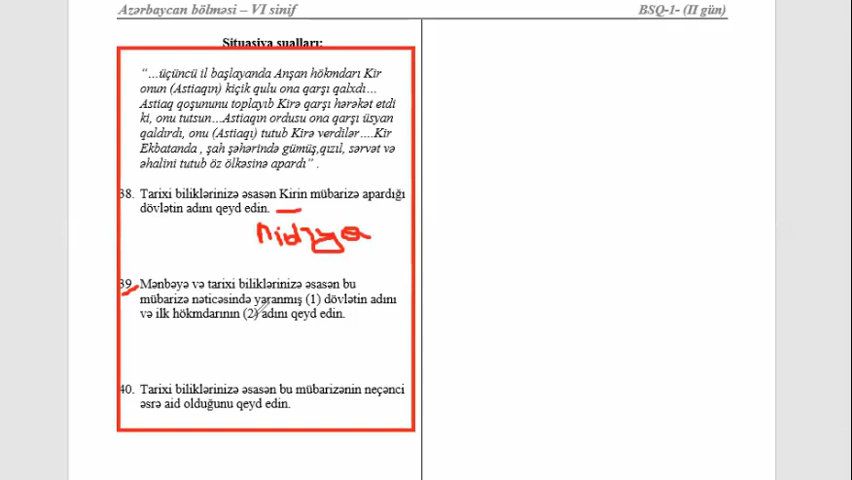 Azərbaycan bölməsi – VI sinif
BSQ-1- (II gün)
Situasiya sualları:
“…üçüncü il başlayanda Anşan hökmdarı Kir
onun (Astiaqın) kiçik qulu ona qarşı qalxdı…
Astiaq qoşununu toplayıb Kirə qarşı hərəkət etdi
ki, onu tutsun…Astiaqın ordusu ona qarşı üsyan
qaldırdı, onu (Astiaqı) tutub Kirə verdilər….Kir
Ekbatanda , şah şəhərində gümüş,qızıl, sərvət və
əhalini tutub öz ölkəsinə apardı” .
38. Tarixi biliklərinizə əsasən Kirin mübarizə apardığı
dövlətin adını qeyd edin.
Midiya
39. Mənbəyə və tarixi biliklərinizə əsasən bu
mübarizə nəticəsində yaranmış (1) dövlətin adını
və ilk hökmdarının (2) adını qeyd edin.
40. Tarixi biliklərinizə əsasən bu mübarizənin neçənci
əsrə aid olduğunu qeyd edin.